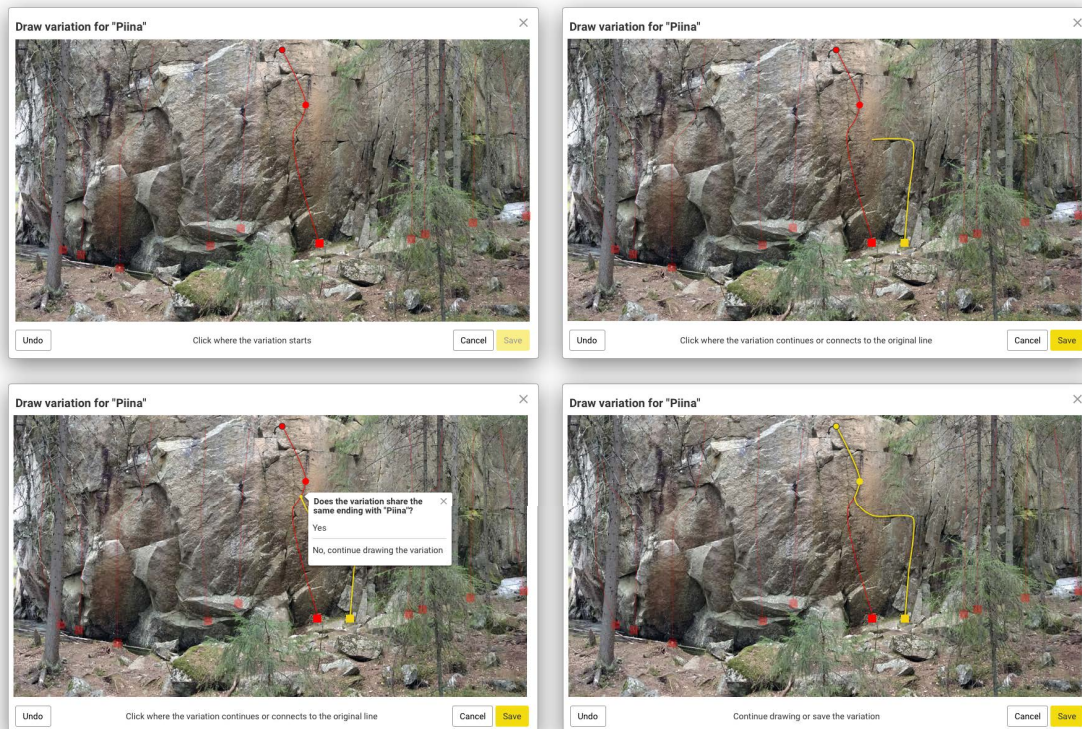 Draw variation for "Piina"
Undo
Click where the variation starts
Cancel
Save
Draw variation for "Piina"
Undo
Click where the variation continues or connects to the original line
Cancel
Save
Draw variation for "Piina"
Does the variation share the
same ending with "Piina"?
Yes
No, continue drawing the variation
Undo
Click where the variation continues or connects to the original line
Cancel
Save
Draw variation for "Piina"
Undo
Continue drawing or save the variation
Cancel
Save